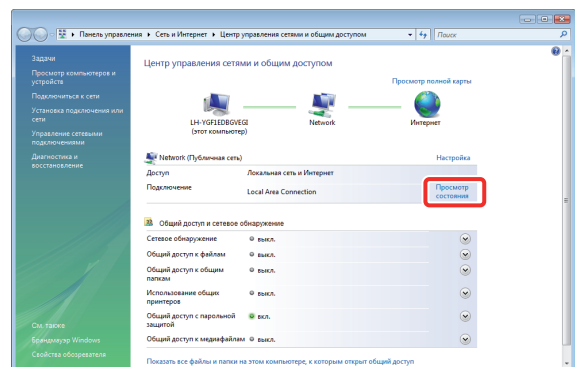 Панель управления ▸ Сеть и Интернет ▸ Центр управления сетями и общим доступом
Поиск
Задачи
Просмотр компьютеров и
устройств
Подключиться к сети
Установка подключения или
сети
Управление сетевыми
подключениями
Диагностика и
восстановление
См. также
Брандмауэр Windows
Свойства обозревателя
Центр управления сетями и общим доступом
Просмотр полной карты
LH-YGF1EDBGVEGI
(этот компьютер)
Network
Интернет
Network (Публичная сеть)
Настройка
Доступ
Локальная сеть и Интернет
Подключение
Local Area Connection
Просмотр
состояния
Общий доступ и сетевое обнаружение
Сетевое обнаружение
выкл.
Общий доступ к файлам
выкл.
Общий доступ к общим
папкам
выкл.
Использование общих
принтеров
выкл.
Общий доступ с парольной
защитой
вкл.
Общий доступ к медиафайлам
выкл.
Показать все файлы и папки на этом компьютере, к которым открыт общий доступ